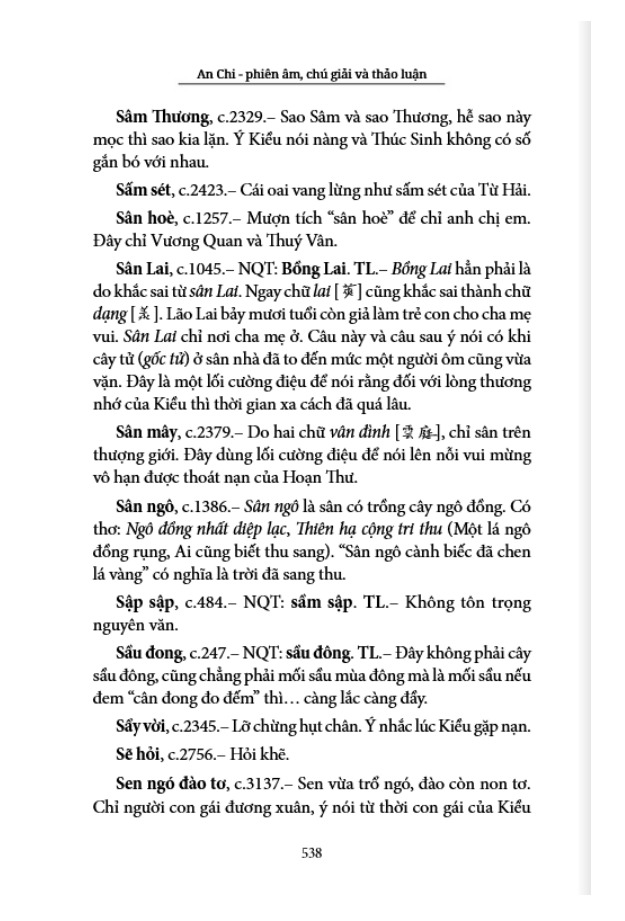 An Chi - phiên âm, chú giải và thảo luận
Sâm Thương, c.2329.– Sao Sâm và sao Thương, hễ sao này
mọc thì sao kia lặn. Ý Kiều nói nàng và Thúc Sinh không có số
gắn bó với nhau.
Sấm sét, c.2423.– Cái oai vang lừng như sấm sét của Từ Hải.
Sân hoè, c.1257.– Mượn tích “sân hoè” để chỉ anh chị em.
Đây chỉ Vương Quan và Thuý Vân.
Sân Lai, c.1045.– NQT: Bồng Lai. TL.– Bồng Lai hẳn phải là
do khắc sai từ sân Lai. Ngay chữ lai [ ] cũng khắc sai thành chữ
dạng [ ]. Lão Lai bảy mươi tuổi còn giả làm trẻ con cho cha mẹ
vui. Sân Lai chỉ nơi cha mẹ ở. Câu này và câu sau ý nói có khi
cây tử (gốc tử) ở sân nhà đã to đến mức một người ôm cũng vừa
vặn. Đây là một lối cường điệu để nói rằng đối với lòng thương
nhớ của Kiều thì thời gian xa cách đã quá lâu.
Sân mây, c.2379.– Do hai chữ vân đình [雲 庭], chỉ sân trên
thượng giới. Đây dùng lối cường điệu để nói lên nỗi vui mừng
vô hạn được thoát nạn của Hoạn Thư.
Sân ngô, c.1386.– Sân ngô là sân có trồng cây ngô đồng. Có
thơ: Ngô đồng nhất diệp lạc, Thiên hạ cộng tri thu (Một lá ngô
đồng rụng, Ai cũng biết thu sang). “Sân ngô cành biếc đã chen
lá vàng” có nghĩa là trời đã sang thu.
Sập sập, c.484.– NQT: sầm sập. TL.– Không tôn trọng
nguyên văn.
Sầu đong, c.247.– NQT: sầu đông. TL.– Đây không phải cây
sầu đông, cũng chẳng phải mối sầu mùa đông mà là mối sầu nếu
đem “cân đong đo đếm” thì… càng lắc càng đầy.
Sẩy vời, c.2345.– Lỡ chừng hụt chân. Ý nhắc lúc Kiều gặp nạn.
Sẽ hỏi, c.2756.– Hỏi khẽ.
Sen ngó đào tơ, c.3137.– Sen vừa trổ ngó, đào còn non tơ.
Chỉ người con gái đương xuân, ý nói từ thời con gái của Kiều
538